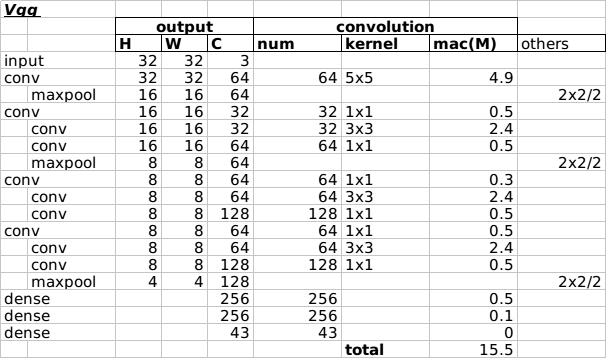 Vgg
output convolution
H W C num kernel mac(M) others
input 32 32 3
conv 32 32 64 64 5x5 4.9
maxpool 16 16 64 2x2/2
conv 16 16 32 32 1x1 0.5
conv 16 16 32 32 3x3 2.4
conv 16 16 64 64 1x1 0.5
maxpool 8 8 64 2x2/2
conv 8 8 64 64 1x1 0.3
conv 8 8 64 64 3x3 2.4
conv 8 8 128 128 1x1 0.5
conv 8 8 64 64 1x1 0.5
conv 8 8 64 64 3x3 2.4
conv 8 8 128 128 1x1 0.5
maxpool 4 4 128 2x2/2
dense 256 256 0.5
dense 256 256 0.1
dense 43 43 0
total 15.5